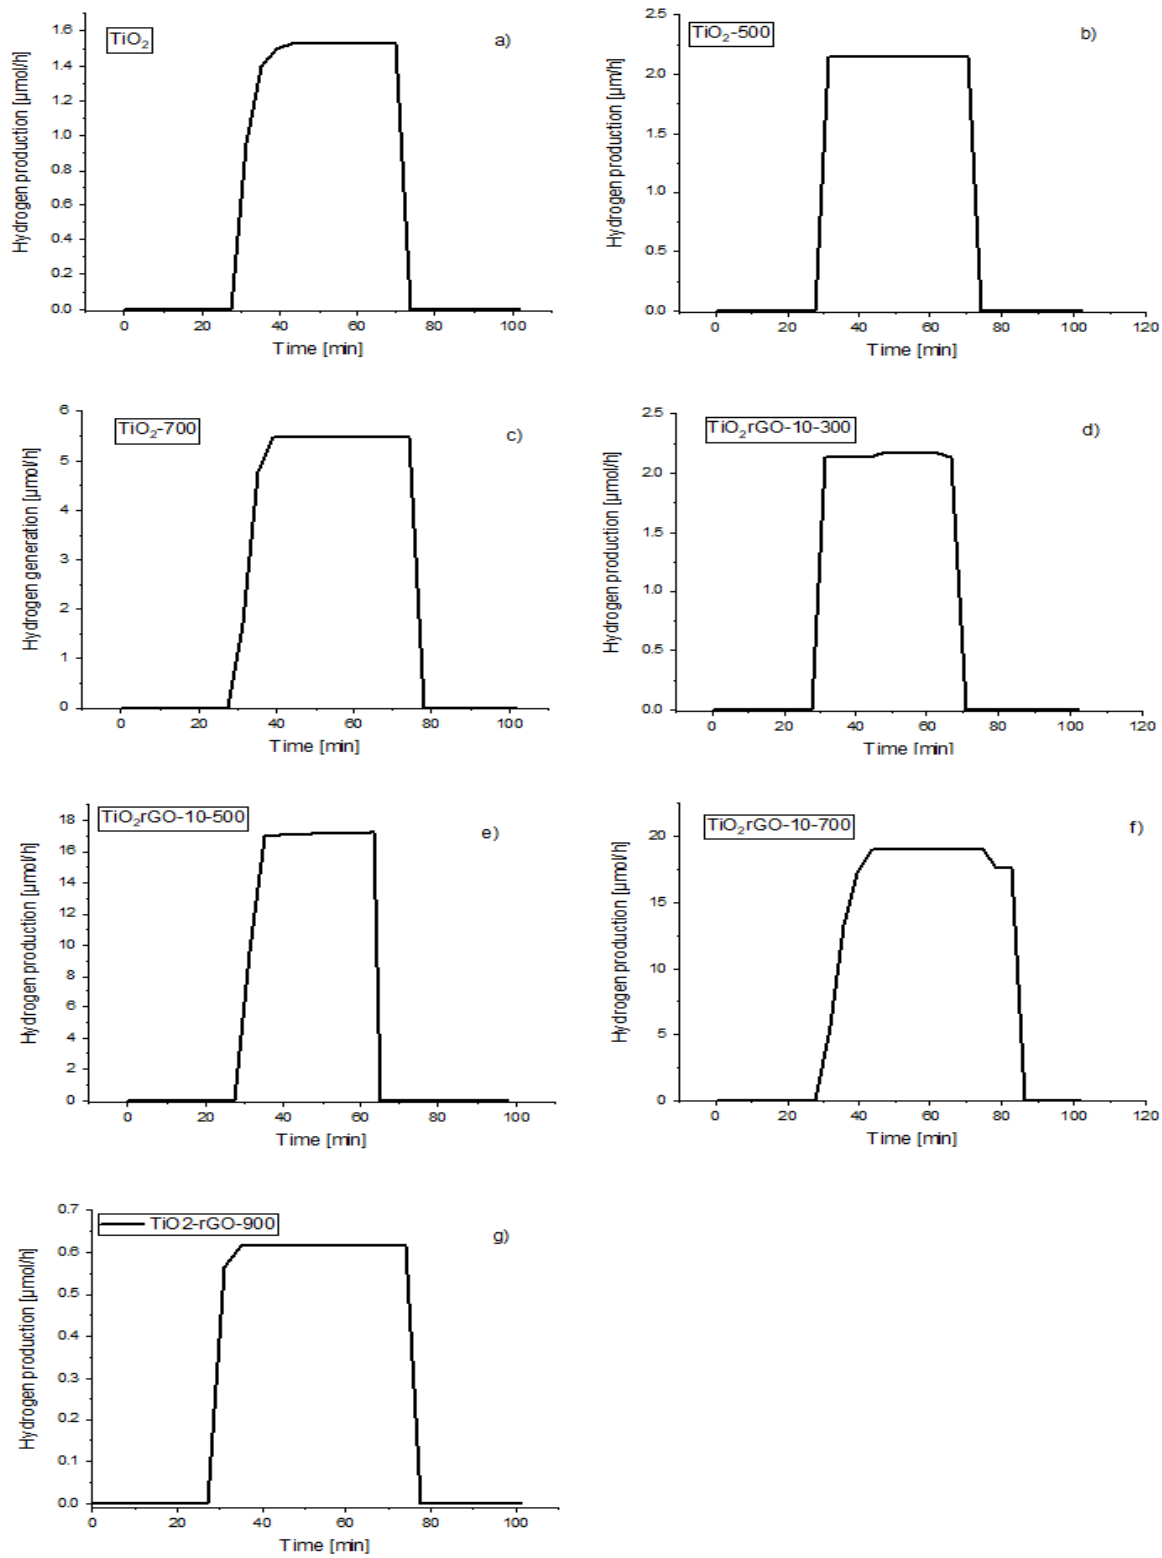 TiO2
a)
Hydrogen production [µmol/h]
1.6
1.4
1.2
1.0
0.8
0.6
0.4
0.2
0.0
0 20 40 60 80 100
Time [min]
TiO2-500
b)
Hydrogen production [µm/h]
2.5
2.0
1.5
1.0
0.5
0.0
0 20 40 60 80 100 120
Time [min]
TiO2-700
c)
Hydrogen generation [µmol/h]
6
5
4
3
2
1
0
0 20 40 60 80 100
Time [min]
TiO2rGO-10-300
d)
Hydrogen production [µmol/h]
2.5
2.0
1.5
1.0
0.5
0.0
0 20 40 60 80 100 120
Time [min]
TiO2rGO-10-500
e)
Hydrogen production [µmol/h]
18
16
14
12
10
8
6
4
2
0
0 20 40 60 80 100
Time [min]
TiO2rGO-10-700
f)
Hydrogen production [µmol/h]
20
15
10
5
0
0 20 40 60 80 100 120
Time [min]
TiO2-rGO-900
g)
Hydrogen production [µmol/h]
0.7
0.6
0.5
0.4
0.3
0.2
0.1
0.0
0 20 40 60 80 100
Time [min]